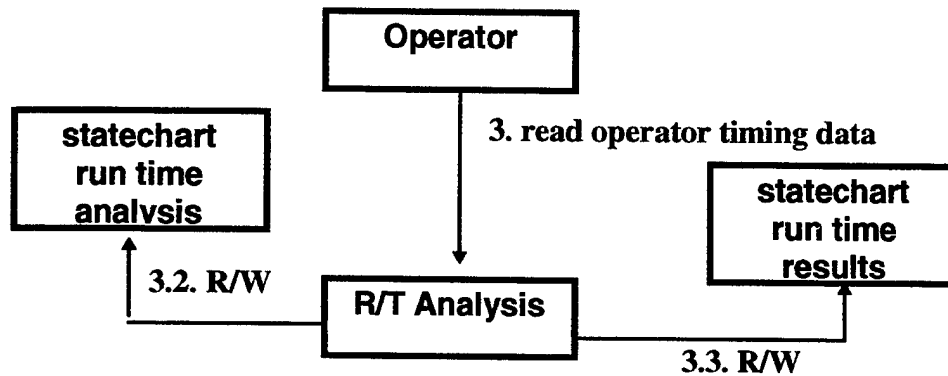 Operator
3. read operator timing data
statechart
run time
analysis
statechart
run time
results
3.2. R/W
R/T Analysis
3.3. R/W